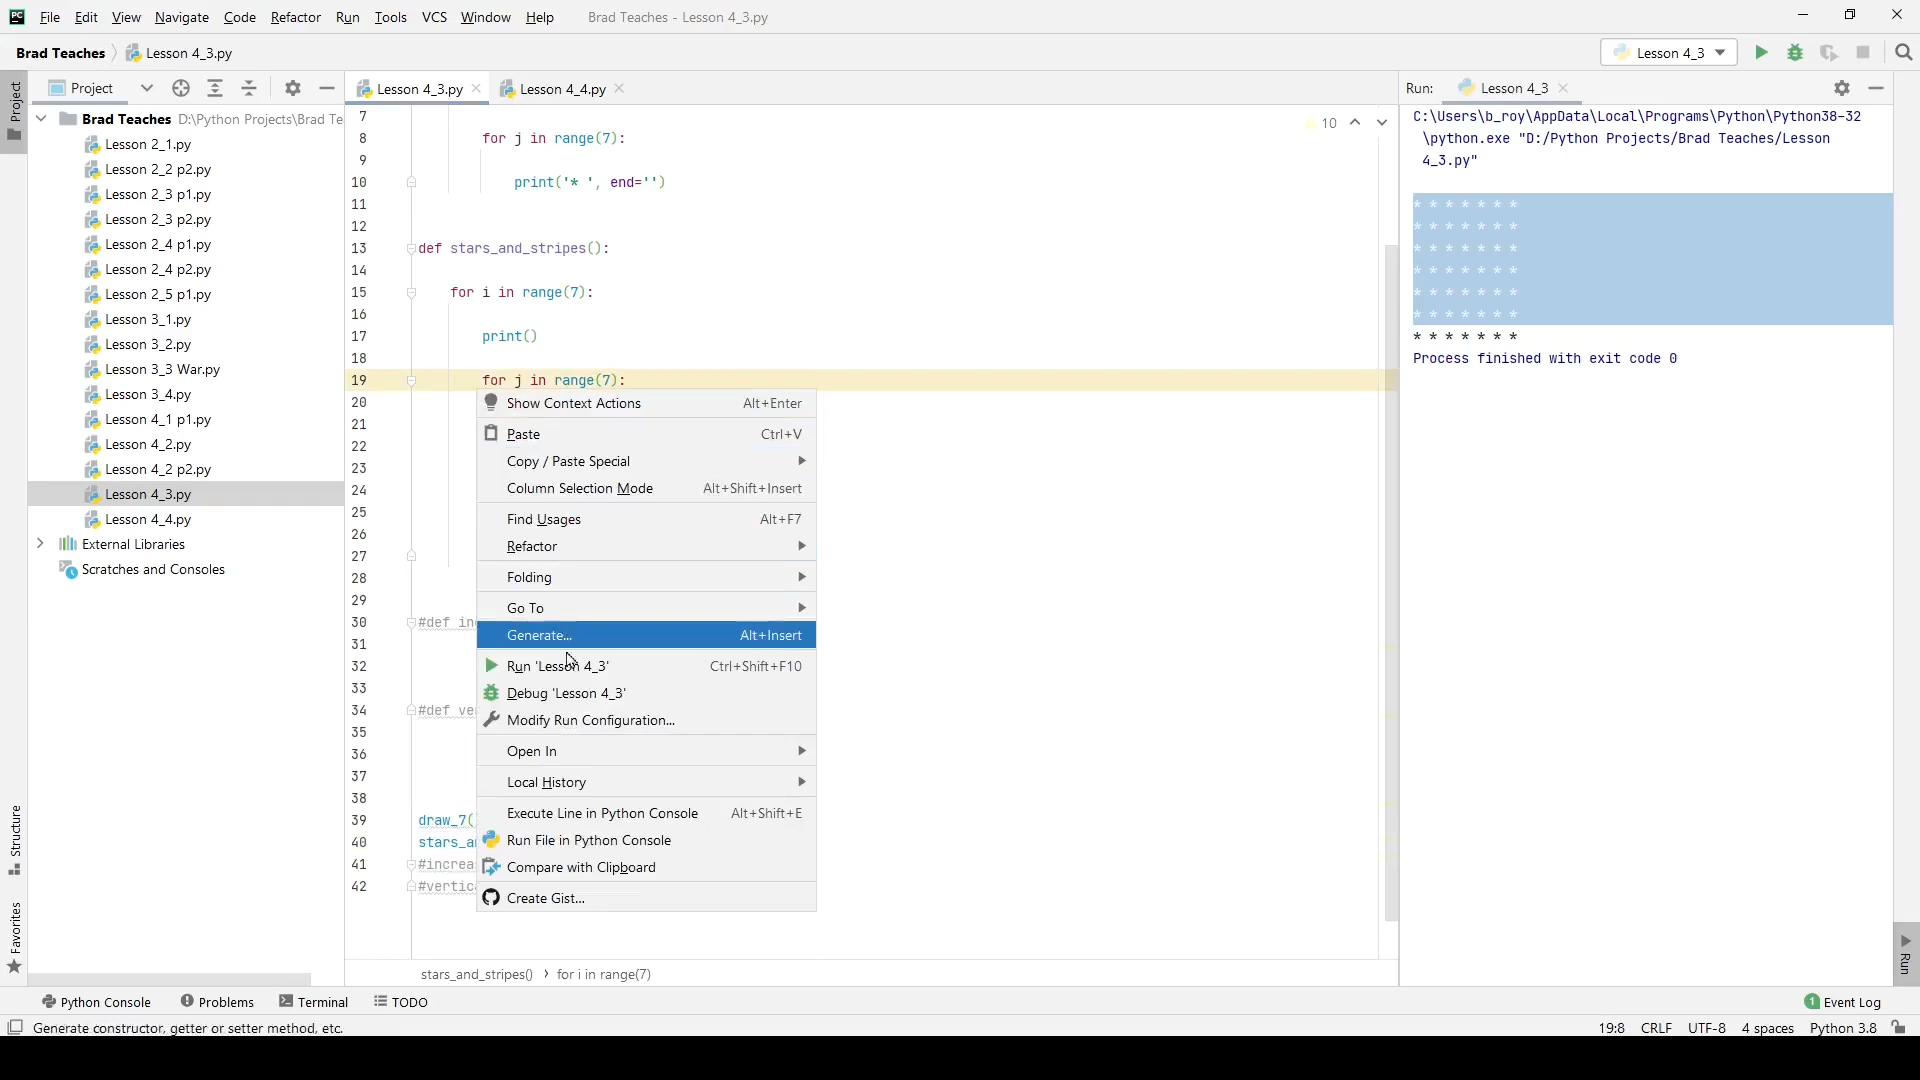 PC File Edit View Navigate Code Refactor Run Tools VCS Window Help Brad Teaches - Lesson 4_3.py
Brad Teaches Lesson 4_3.py Lesson 4_3
Project
Structure
Favorites
Project
Brad Teaches D:\Python Projects\Brad Te
Lesson 2_1.py
Lesson 2_2 p2.py
Lesson 2_3 p1.py
Lesson 2_3 p2.py
Lesson 2_4 p1.py
Lesson 2_4 p2.py
Lesson 2_5 p1.py
Lesson 3_1.py
Lesson 3_2.py
Lesson 3_3 War.py
Lesson 3_4.py
Lesson 4_1 p1.py
Lesson 4_2.py
Lesson 4_2 p2.py
Lesson 4_3.py
Lesson 4_4.py
External Libraries
Scratches and Consoles
Lesson 4_3.py Lesson 4_4.py
10
7
8 for j in range(7):
9
10 print('* ', end='')
11
12
13 def stars_and_stripes():
14
15 for i in range(7):
16
17 print()
18
19 for j in range(7):
20
21
22
23
24
25
26
27
28
29
30 #def in
31
32
33
34 #def ve
35
36
37
38
39 draw_7(
40 stars_a
41 #increa
42 #vertic
Show Context Actions Alt+Enter
Paste Ctrl+V
Copy / Paste Special
Column Selection Mode Alt+Shift+Insert
Find Usages Alt+F7
Refactor
Folding
Go To
Generate... Alt+Insert
Run 'Lesson 4_3' Ctrl+Shift+F10
Debug 'Lesson 4_3'
Modify Run Configuration...
Open In
Local History
Execute Line in Python Console Alt+Shift+E
Run File in Python Console
Compare with Clipboard
Create Gist...
stars_and_stripes() › for i in range(7)
Run: Lesson 4_3
C:\Users\b_roy\AppData\Local\Programs\Python\Python38-32
\python.exe "D:/Python Projects/Brad Teaches/Lesson
4_3.py"
* * * * * * *
* * * * * * *
* * * * * * *
* * * * * * *
* * * * * * *
* * * * * * *
* * * * * * *
Process finished with exit code 0
Run
Python Console Problems Terminal TODO 1 Event Log
Generate constructor, getter or setter method, etc. 19:8 CRLF UTF-8 4 spaces Python 3.8